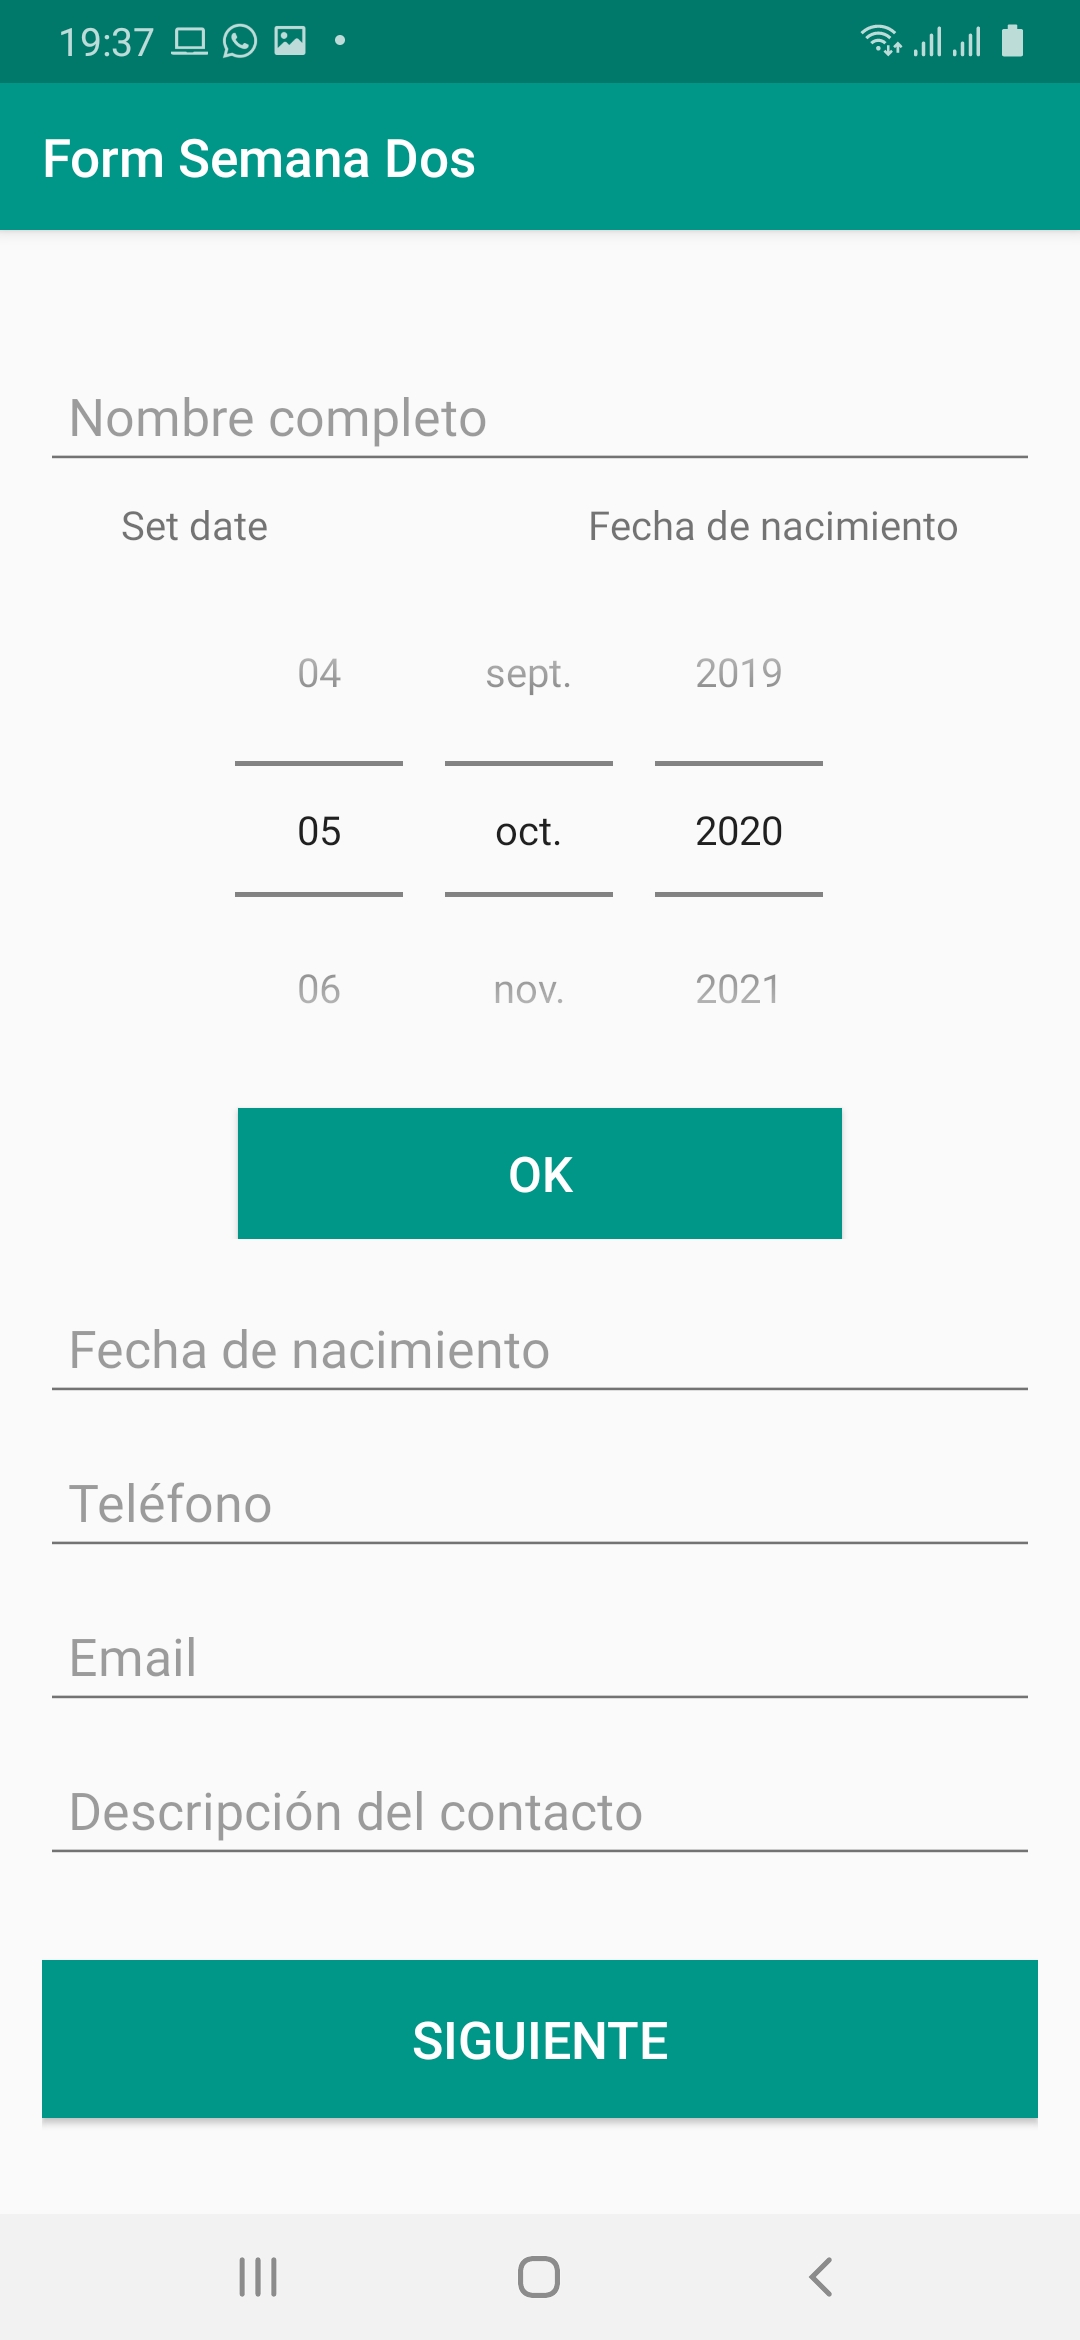 19:37
Form Semana Dos
Nombre completo
Set date Fecha de nacimiento
04 sept. 2019
05 oct. 2020
06 nov. 2021
OK
Fecha de nacimiento
Teléfono
Email
Descripción del contacto
SIGUIENTE